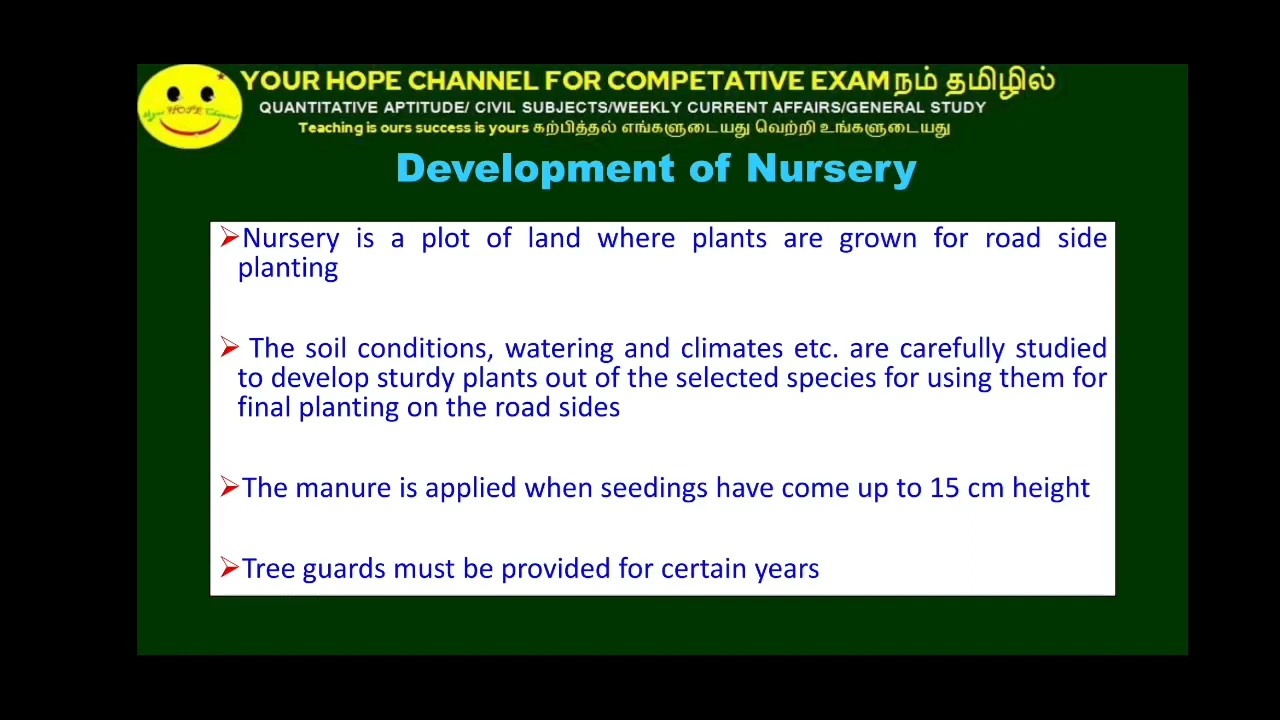 YOUR HOPE CHANNEL FOR COMPETATIVE EXAM நம் தமிழில்
Your HOPE Channel
QUANTITATIVE APTITUDE/ CIVIL SUBJECTS/WEEKLY CURRENT AFFAIRS/GENERAL STUDY
Teaching is ours success is yours கற்பித்தல் எங்களுடையது வெற்றி உங்களுடையது
Development of Nursery
Nursery is a plot of land where plants are grown for road side
planting
The soil conditions, watering and climates etc. are carefully studied
to develop sturdy plants out of the selected species for using them for
final planting on the road sides
The manure is applied when seedings have come up to 15 cm height
Tree guards must be provided for certain years